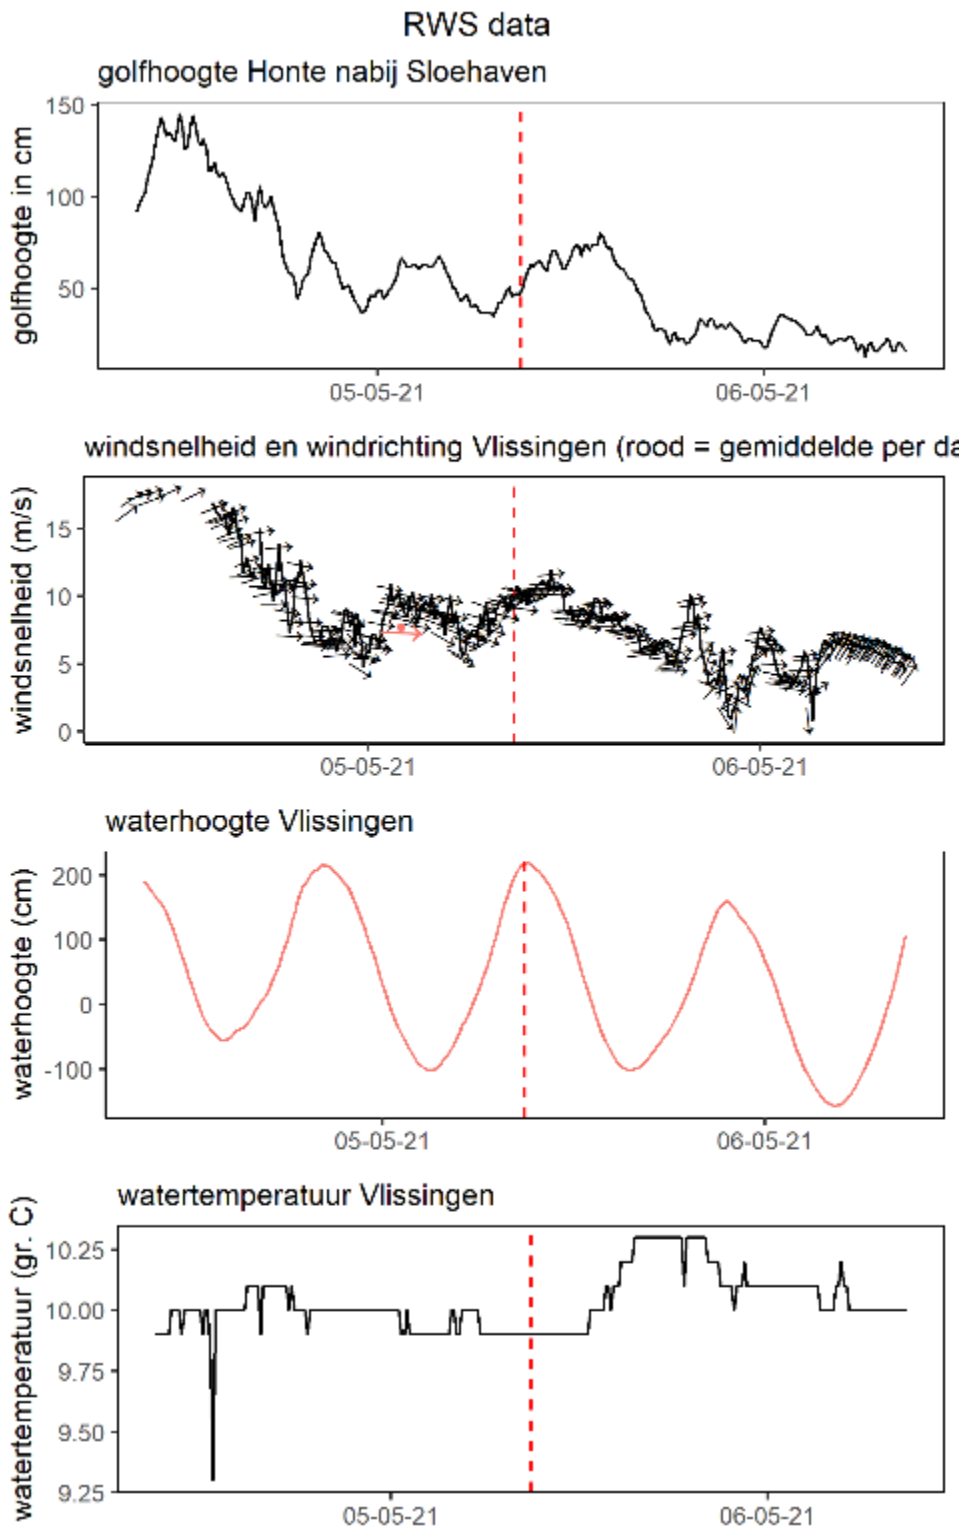 RWS data
golfhoogte Honte nabij Sloehaven
golfhoogte in cm
150
100
50
05-05-21 06-05-21
windsnelheid en windrichting Vlissingen (rood = gemiddelde per da
windsnelheid (m/s)
15
10
5
0
05-05-21 06-05-21
waterhoogte Vlissingen
waterhoogte (cm)
200
100
0
-100
05-05-21 06-05-21
watertemperatuur Vlissingen
watertemperatuur (gr. C)
10.25
10.00
9.75
9.50
9.25
05-05-21 06-05-21